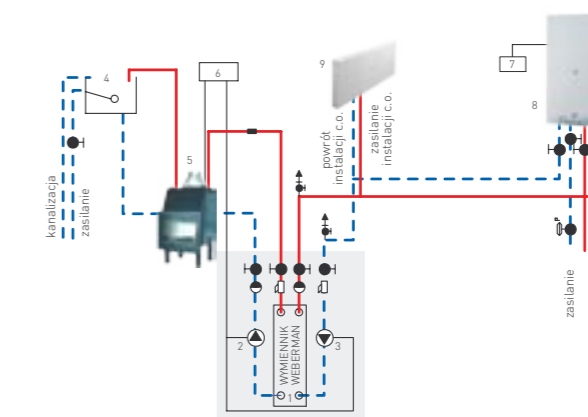 4
5
6
9
7
8
kanalizacja
zasilanie
powrót
instalacji c.o.
zasilanie
instalacji c.o.
zasilanie
P
2
WYMIENNIK
WEBERMAN
1
3